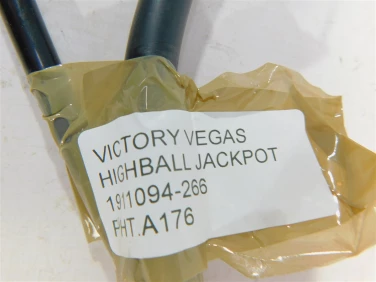 VICTORY VEGAS
HIGHBALL JACKPOT
1911094-266
PHT.A176